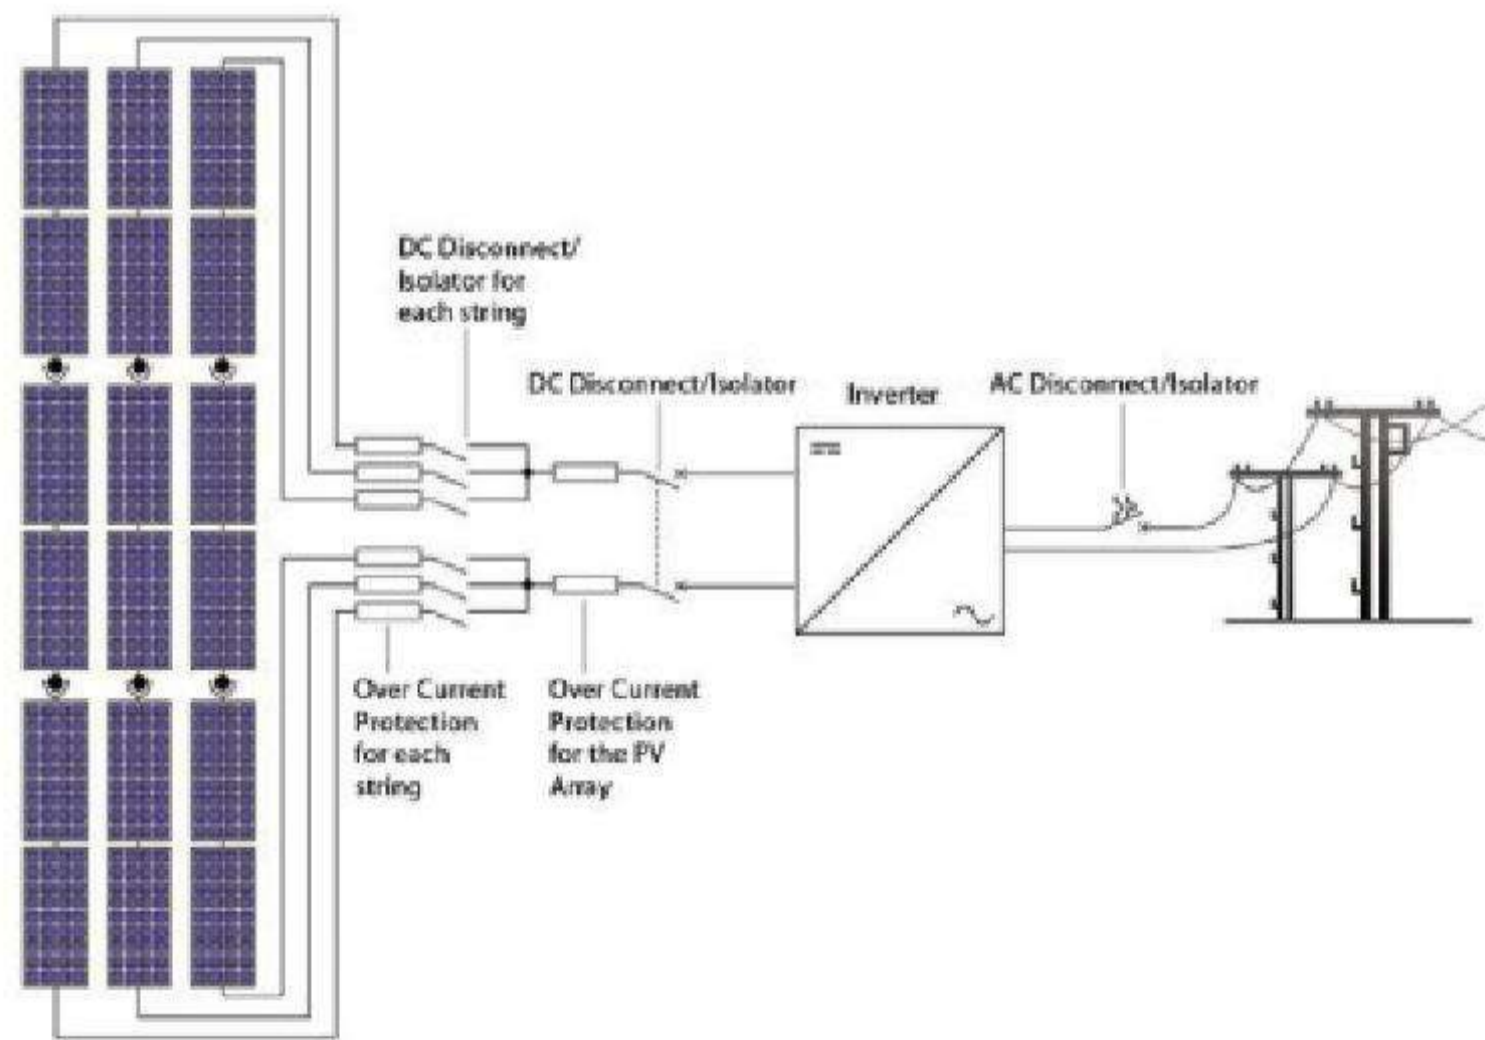 DC Disconnect/
Isolator for
each string
DC Disconnect/Isolator
Inverter
AC Disconnect/Isolator
Over Current
Protection
for each
string
Over Current
Protection
for the PV
Array